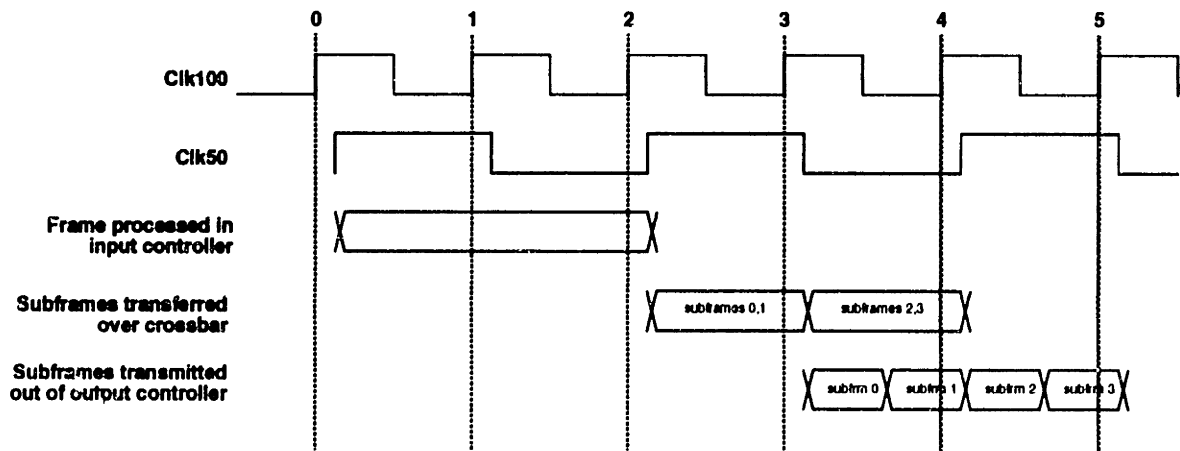 0 1 2 3 4 5
Clk100
Clk50
Frame processed in
input controller
Subframes transferred
over crossbar
subframes 0,1 subframes 2,3
Subframes transmitted
out of output controller
subfrm 0 subfrm 1 subfrm 2 subfrm 3